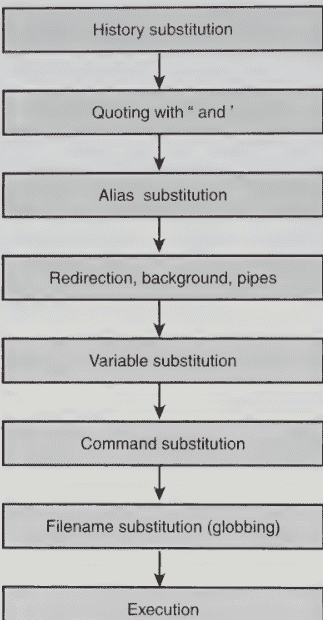 History substitution
Quoting with “ and ’
Alias substitution
Redirection, background, pipes
Variable substitution
Command substitution
Filename substitution (globbing)
Execution